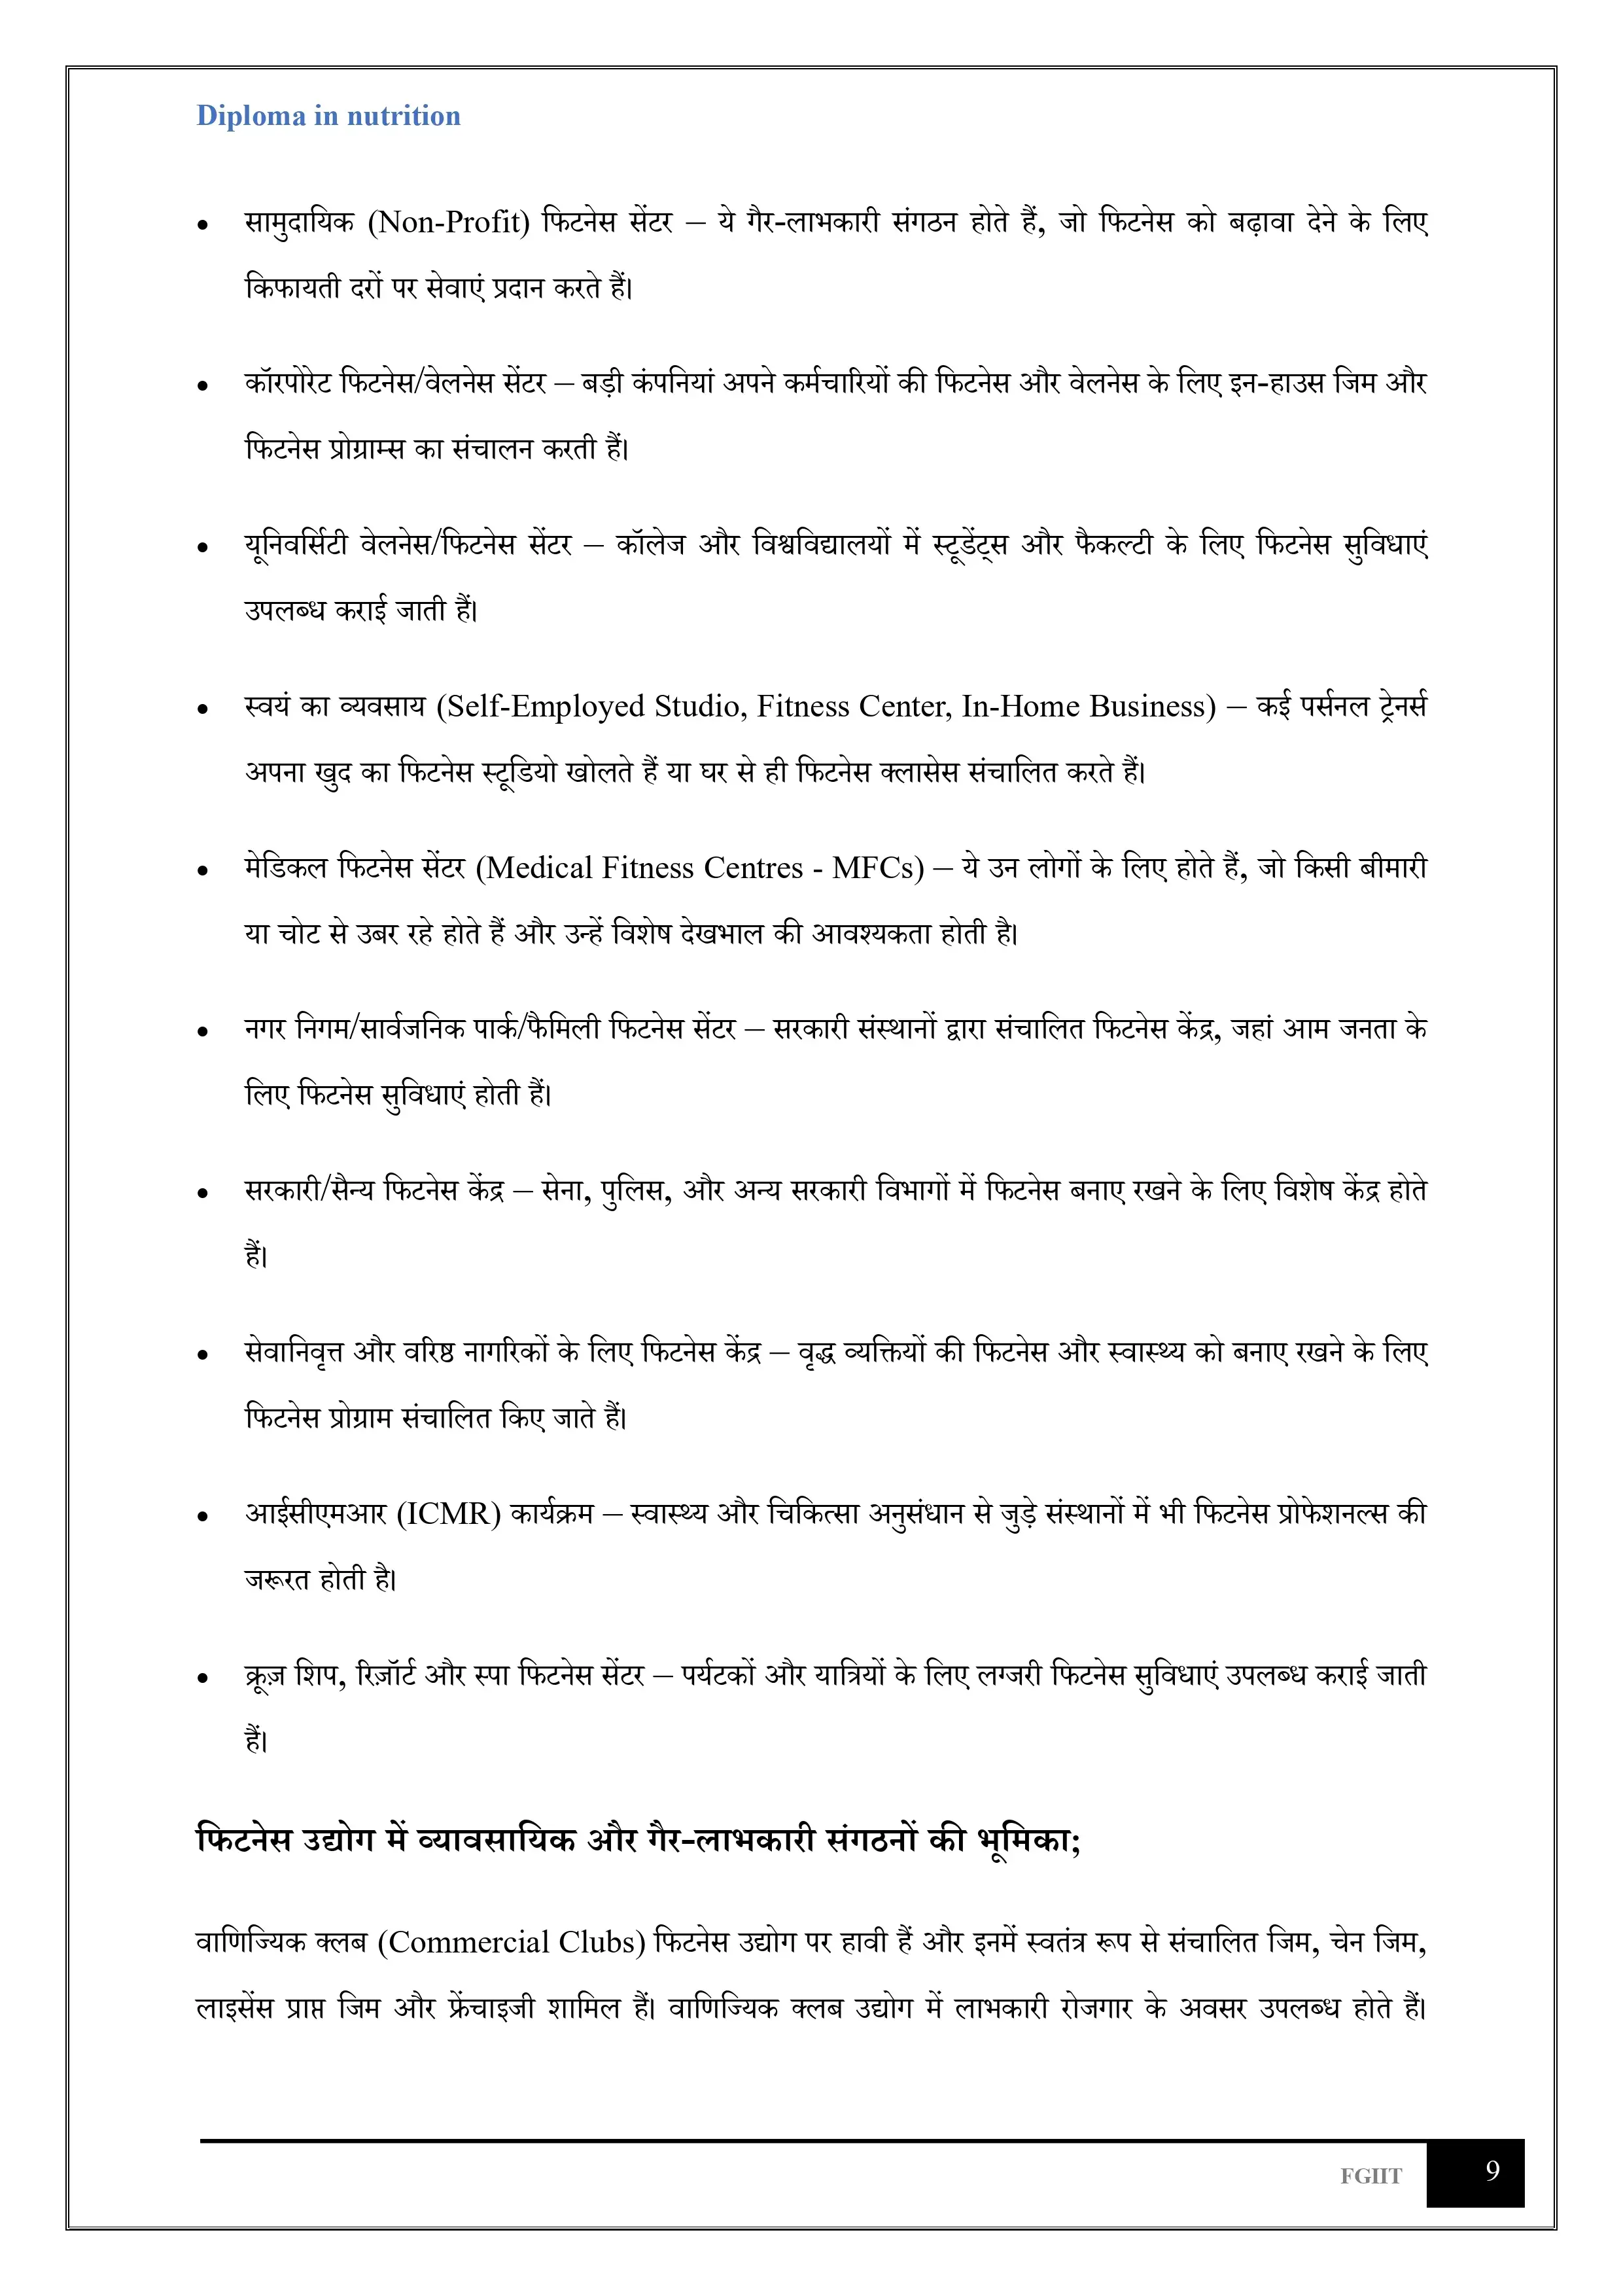 Diploma in nutrition
• सामुदायिक (Non-Profit) फिटनेस सेंटर – ये गैर-लाभकारी संगठन होते हैं, जो फिटनेस को बढ़ावा देने के लिए
किफायती दरों पर सेवाएं प्रदान करते हैं।
• कॉरपोरेट फिटनेस/वेलनेस सेंटर – बड़ी कंपनियां अपने कर्मचारियों की फिटनेस और वेलनेस के लिए इन-हाउस जिम और
फिटनेस प्रोग्राम्स का संचालन करती हैं।
• यूनिवर्सिटी वेलनेस/फिटनेस सेंटर – कॉलेज और विश्वविद्यालयों में स्टूडेंट्स और फैकल्टी के लिए फिटनेस सुविधाएं
उपलब्ध कराई जाती हैं।
• स्वयं का व्यवसाय (Self-Employed Studio, Fitness Center, In-Home Business) – कई पर्सनल ट्रेनर्स
अपना खुद का फिटनेस स्टूडियो खोलते हैं या घर से ही फिटनेस क्लासेस संचालित करते हैं।
• मेडिकल फिटनेस सेंटर (Medical Fitness Centres - MFCs) – ये उन लोगों के लिए होते हैं, जो किसी बीमारी
या चोट से उबर रहे होते हैं और उन्हें विशेष देखभाल की आवश्यकता होती है।
• नगर निगम/सार्वजनिक पार्क/फैमिली फिटनेस सेंटर – सरकारी संस्थानों द्वारा संचालित फिटनेस केंद्र, जहां आम जनता के
लिए फिटनेस सुविधाएं होती हैं।
• सरकारी/सैन्य फिटनेस केंद्र – सेना, पुलिस, और अन्य सरकारी विभागों में फिटनेस बनाए रखने के लिए विशेष केंद्र होते
हैं।
• सेवानिवृत्त और वरिष्ठ नागरिकों के लिए फिटनेस केंद्र – वृद्ध व्यक्तियों की फिटनेस और स्वास्थ्य को बनाए रखने के लिए
फिटनेस प्रोग्राम संचालित किए जाते हैं।
• आईसीएमआर (ICMR) कार्यक्रम – स्वास्थ्य और चिकित्सा अनुसंधान से जुड़े संस्थानों में भी फिटनेस प्रोफेशनल्स की
जरूरत होती है।
• क्रूज़ शिप, रिज़ॉर्ट और स्पा फिटनेस सेंटर – पर्यटकों और यात्रियों के लिए लग्जरी फिटनेस सुविधाएं उपलब्ध कराई जाती
हैं।
फिटनेस उद्योग में व्यावसायिक और गैर-लाभकारी संगठनों की भूमिका;
वाणिज्यिक क्लब (Commercial Clubs) फिटनेस उद्योग पर हावी हैं और इनमें स्वतंत्र रूप से संचालित जिम, चेन जिम,
लाइसेंस प्राप्त जिम और फ्रेंचाइजी शामिल हैं। वाणिज्यिक क्लब उद्योग में लाभकारी रोजगार के अवसर उपलब्ध होते हैं।
FGIIT 9